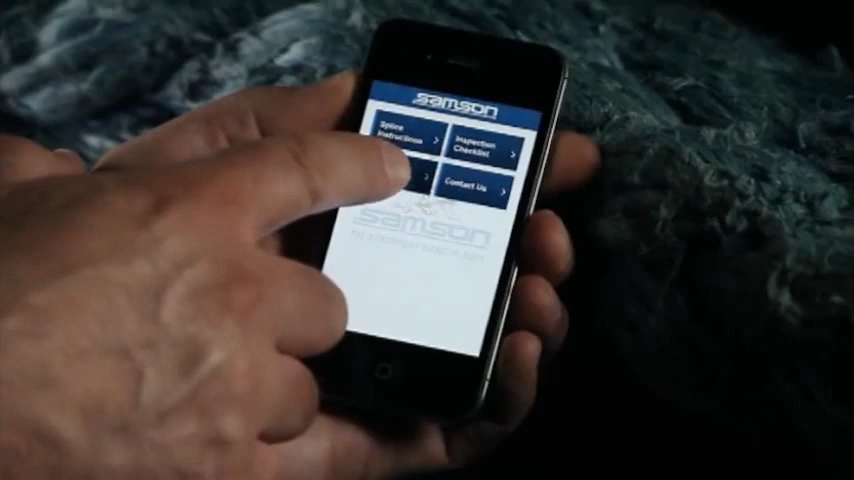 SAMSON
Splice
Instructions
Inspection
Checklist
Contact Us
SAMSON